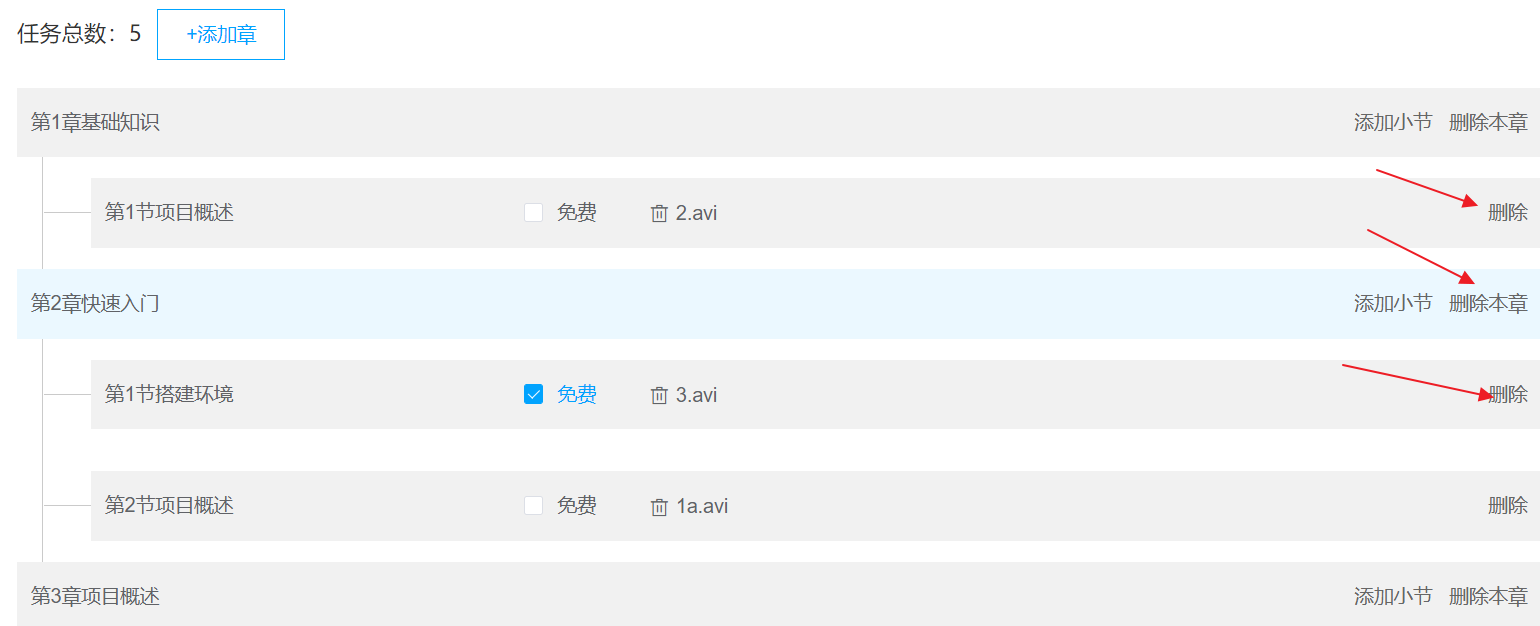 任务总数：5 +添加章
第1章基础知识 添加小节 删除本章
第1节项目概述 免费 2.avi 删除
第2章快速入门 添加小节 删除本章
第1节搭建环境 免费 3.avi 删除
第2节项目概述 免费 1a.avi 删除
第3章项目概述 添加小节 删除本章